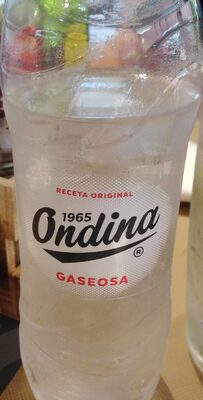 RECETA ORIGINAL
1965
Ondina
®
GASEOSA